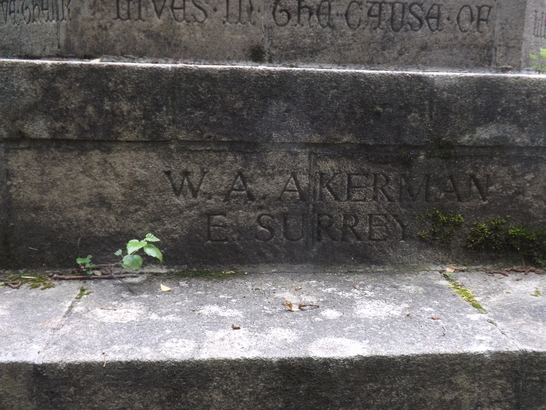 lives in the cause of
W. A. AKERMAN
E. SURREY